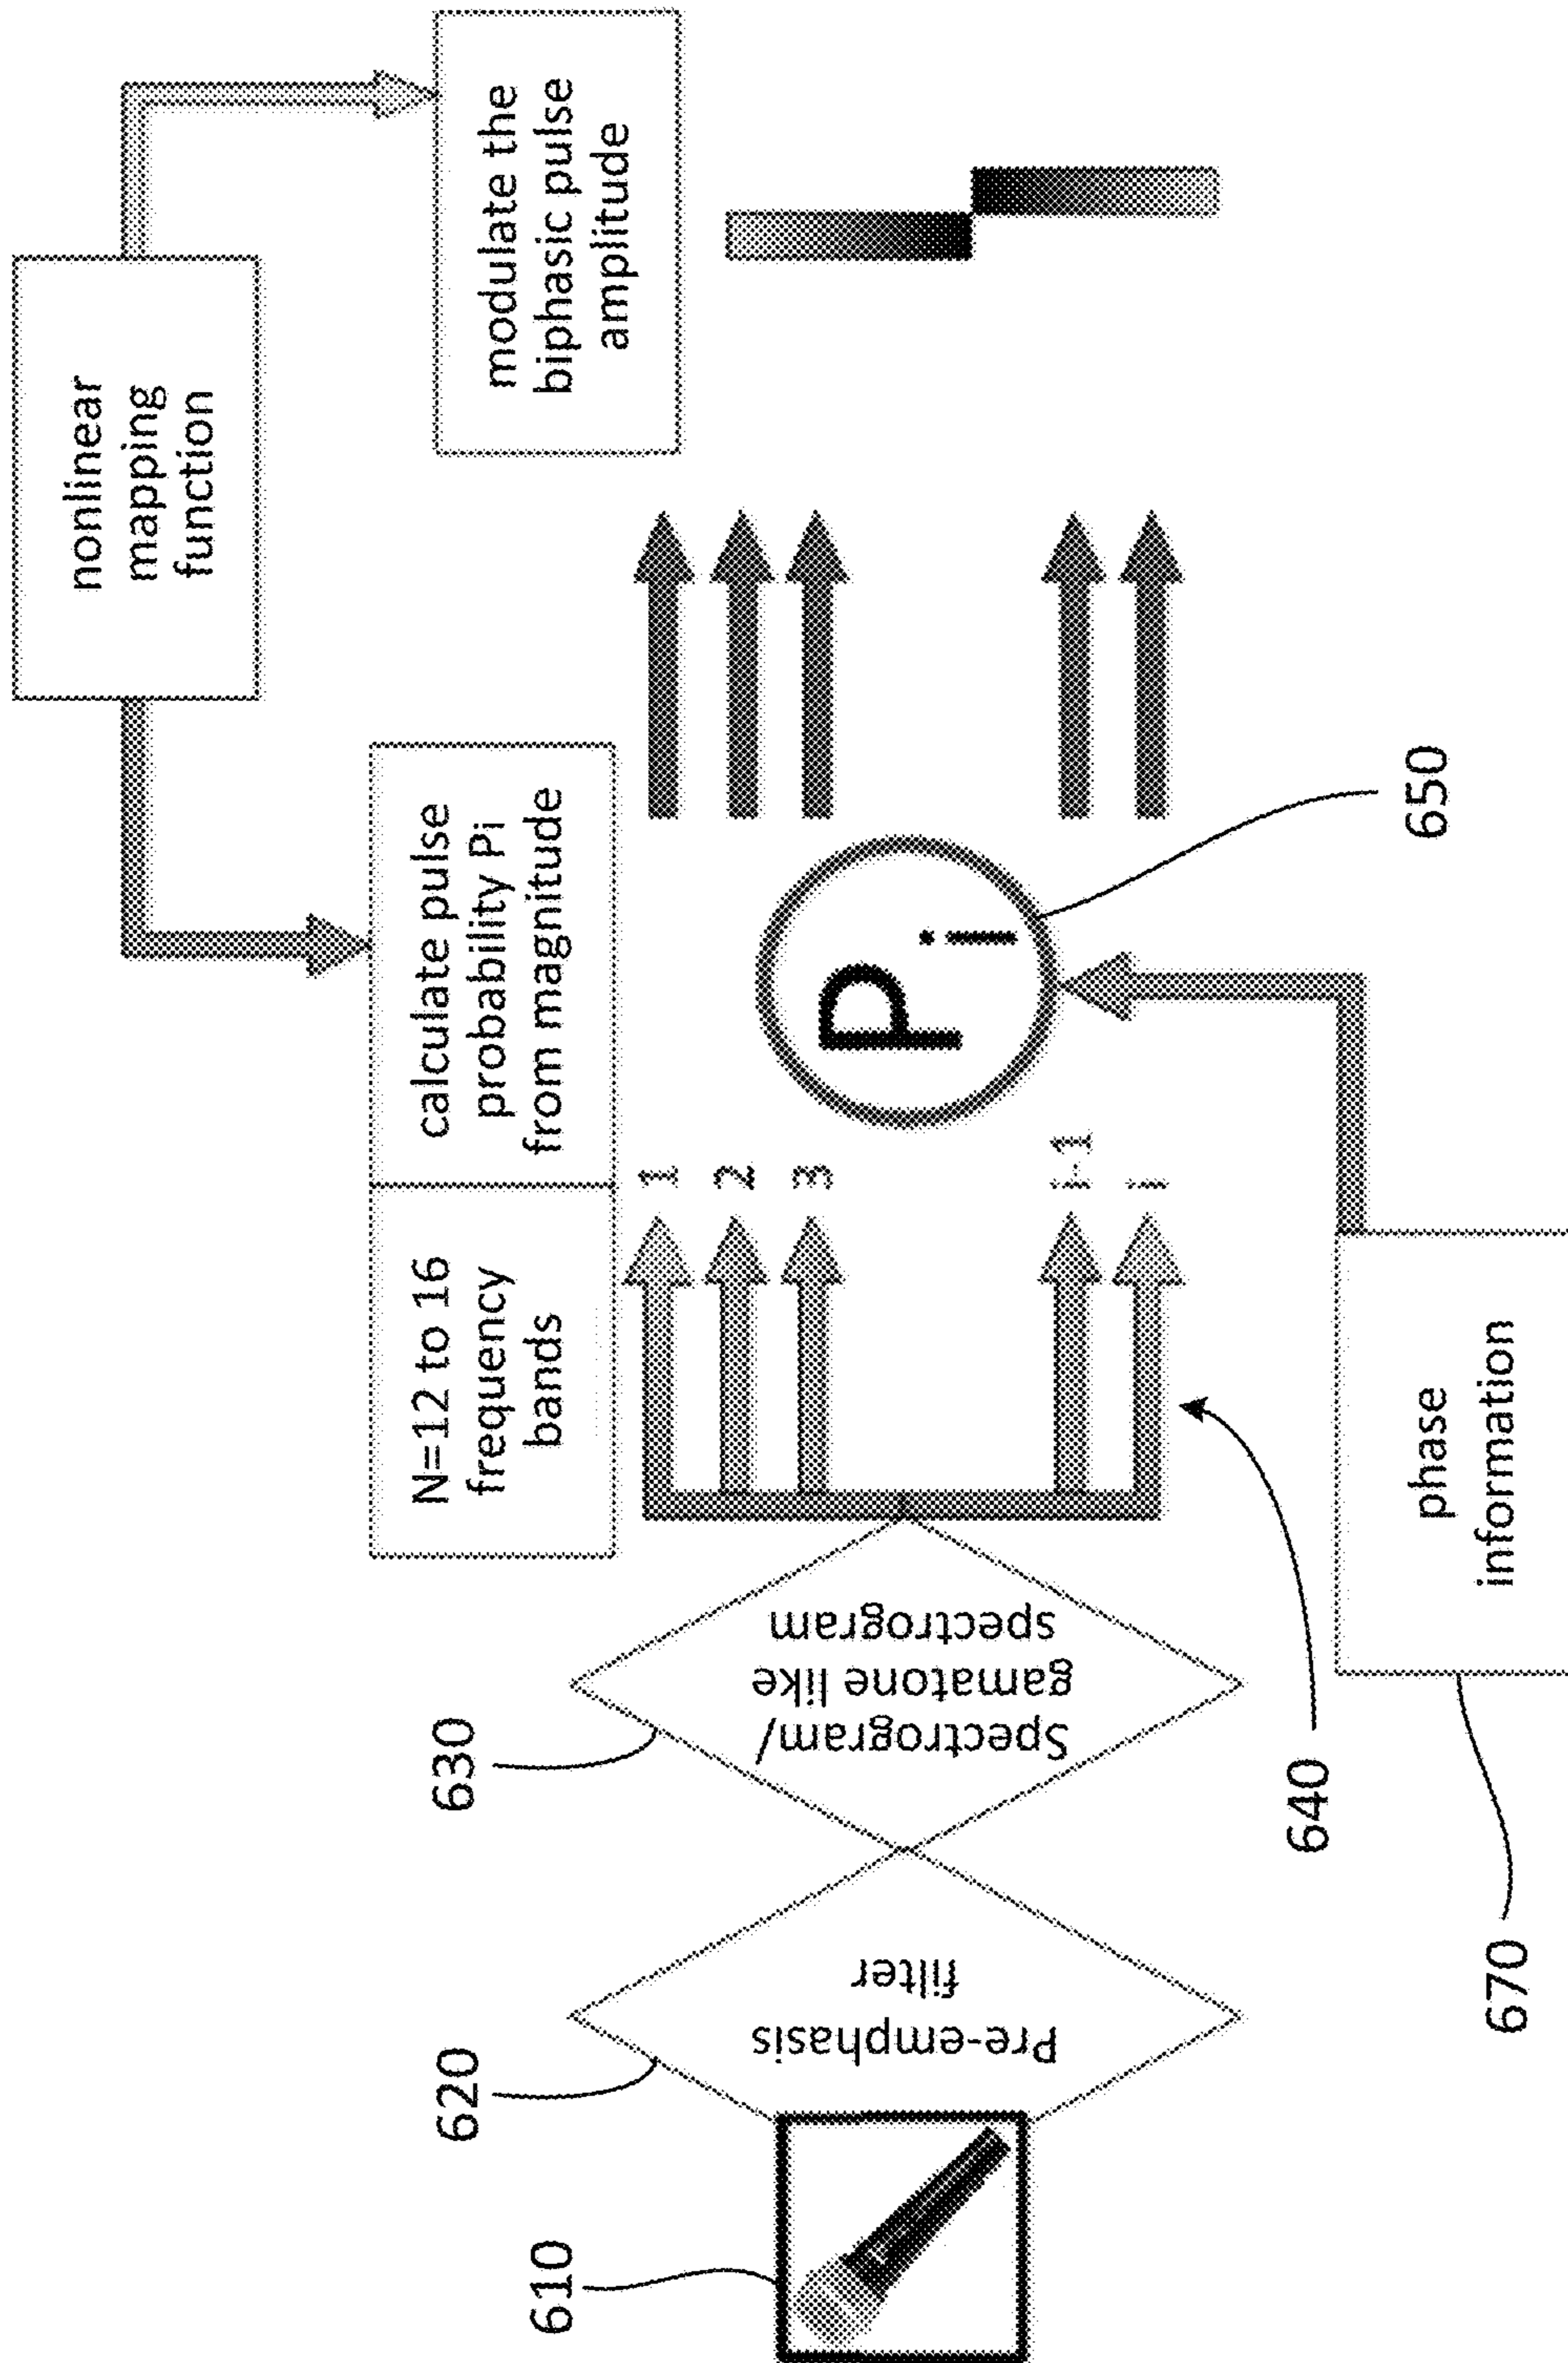 nonlinear
mapping
function
N=12 to 16
frequency
bands
calculate pulse
probability Pi
from magnitude
modulate the
biphasic pulse
amplitude
610
620
Pre-emphasis
filter
630
Spectrogram/
gamatone like
spectrogram
1
2
3
i-1
i
640
Pi
650
phase
information
670